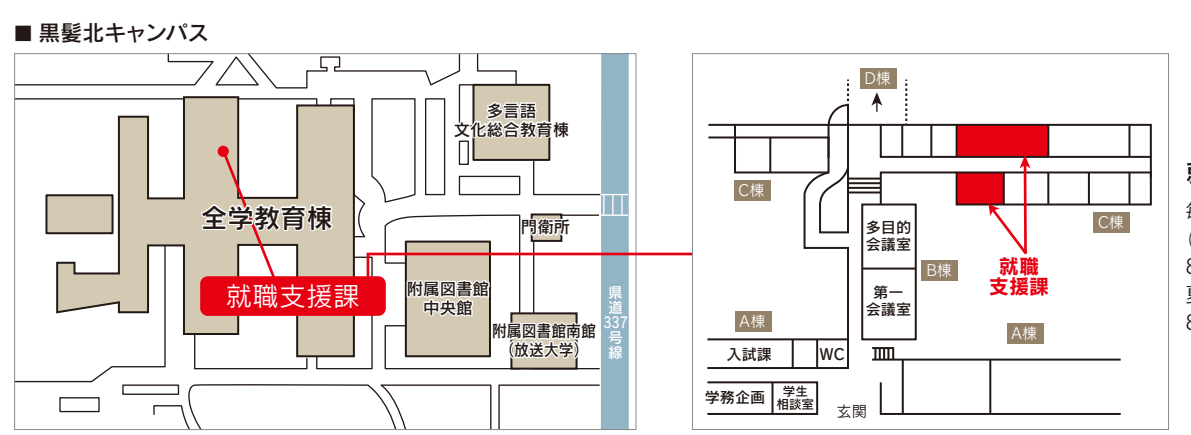 ■ 黒髪北キャンパス
多言語
文化総合教育棟
全学教育棟
門衛所
就職支援課
附属図書館
中央館
附属図書館南館
(放送大学)
県道337号線
D棟
C棟
C棟
多目的
会議室
B棟
就職
支援課
第一
会議室
A棟
A棟
入試課
WC
学務企画
学生
相談室
玄関